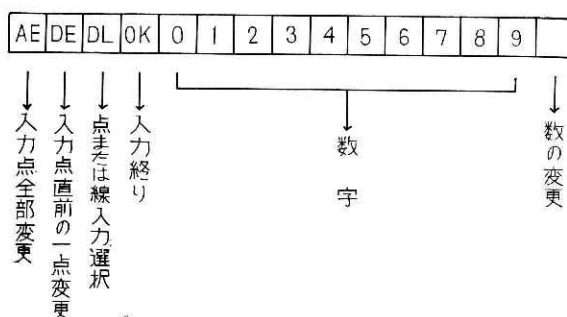 AE DE DL OK 0 1 2 3 4 5 6 7 8 9
入力点全部変更
入力点直前の一点変更
点または線入力選択
入力終り
数字
数の変更